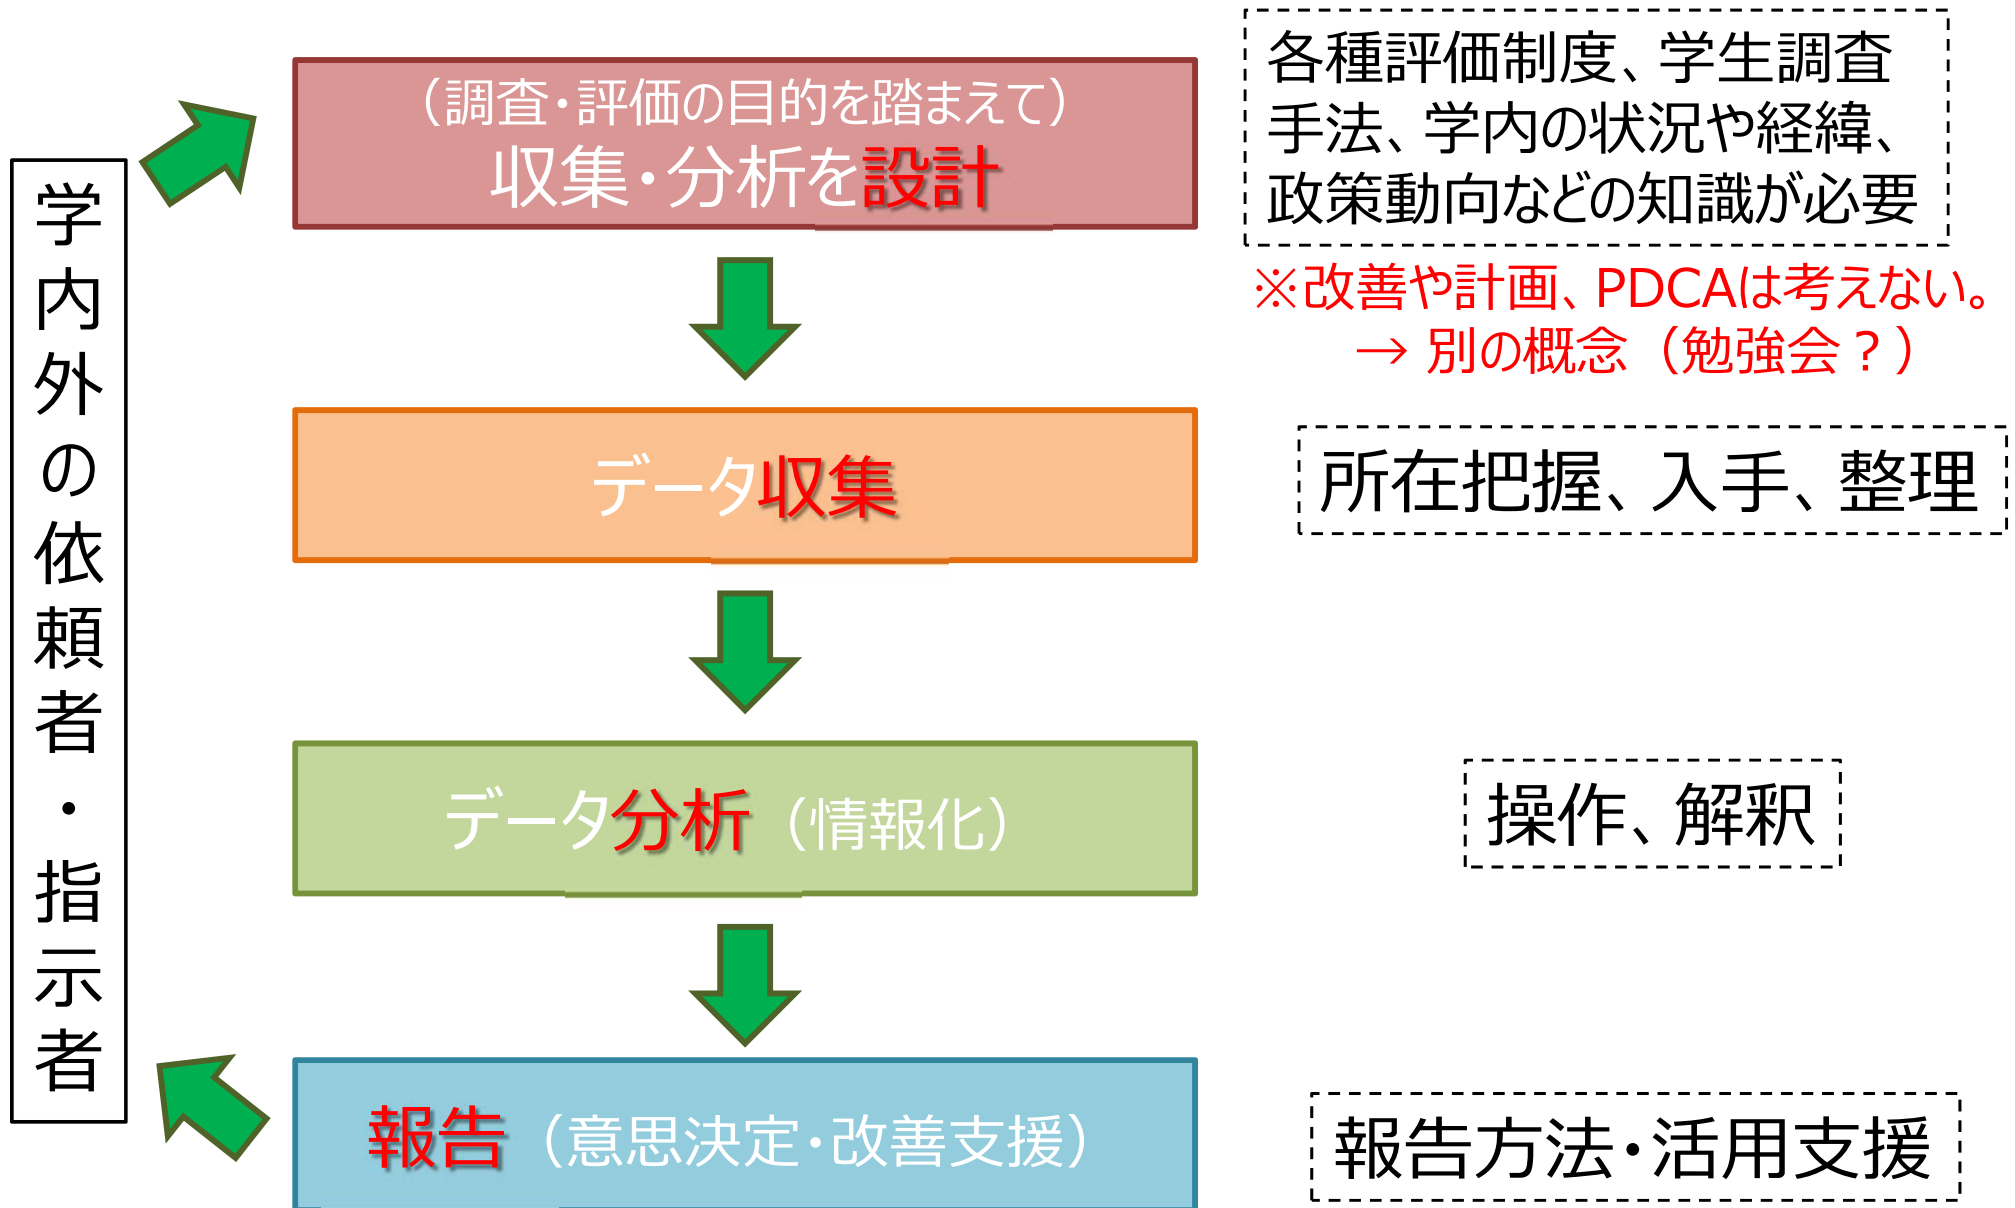 学内外の依頼者・指示者
（調査・評価の目的を踏まえて）
収集・分析を設計
各種評価制度、学生調査
手法、学内の状況や経緯、
政策動向などの知識が必要
※改善や計画、PDCAは考えない。
→ 別の概念（勉強会？）
データ収集
所在把握、入手、整理
データ分析（情報化）
操作、解釈
報告（意思決定・改善支援）
報告方法・活用支援